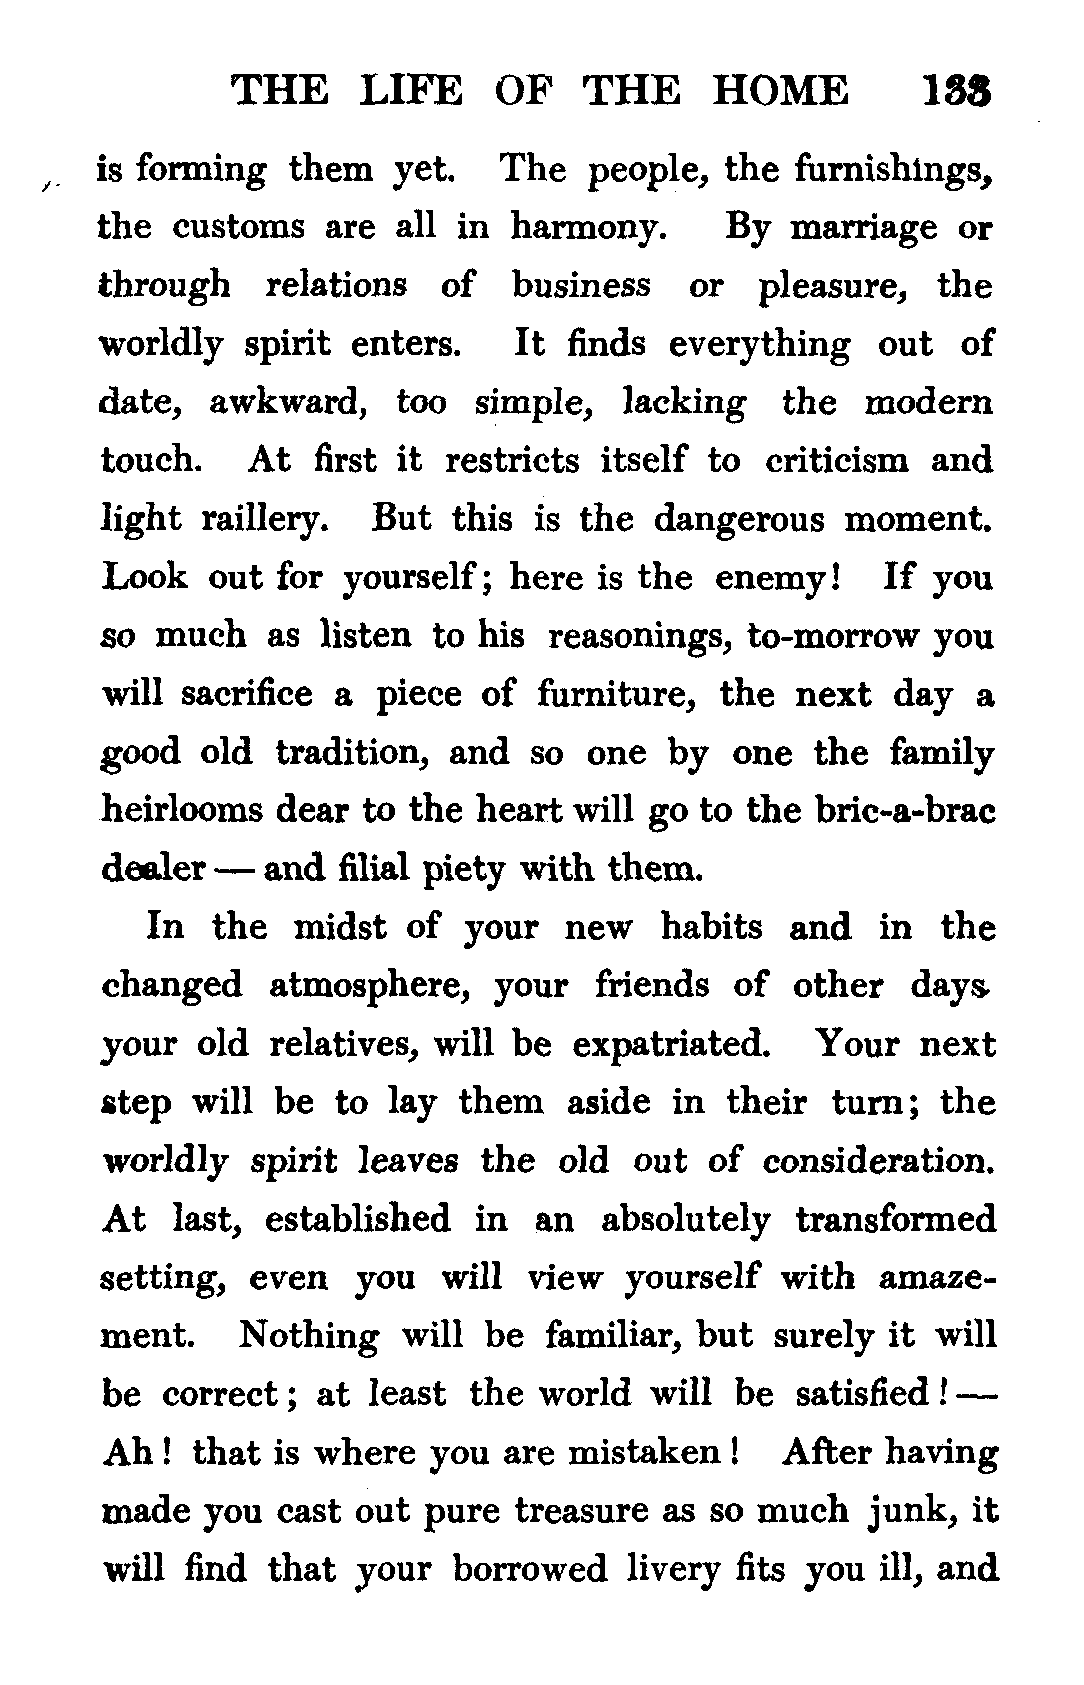 THE LIFE OF THE HOME 133
is forming them yet. The people, the furnishings,
the customs are all in harmony. By marriage or
through relations of business or pleasure, the
worldly spirit enters. It finds everything out of
date, awkward, too simple, lacking the modern
touch. At first it restricts itself to criticism and
light raillery. But this is the dangerous moment.
Look out for yourself; here is the enemy! If you
so much as listen to his reasonings, to-morrow you
will sacrifice a piece of furniture, the next day a
good old tradition, and so one by one the family
heirlooms dear to the heart will go to the bric-a-brac
dealer — and filial piety with them.
In the midst of your new habits and in the
changed atmosphere, your friends of other days,
your old relatives, will be expatriated. Your next
step will be to lay them aside in their turn; the
worldly spirit leaves the old out of consideration.
At last, established in an absolutely transformed
setting, even you will view yourself with amaze-
ment. Nothing will be familiar, but surely it will
be correct; at least the world will be satisfied! —
Ah! that is where you are mistaken! After having
made you cast out pure treasure as so much junk, it
will find that your borrowed livery fits you ill, and